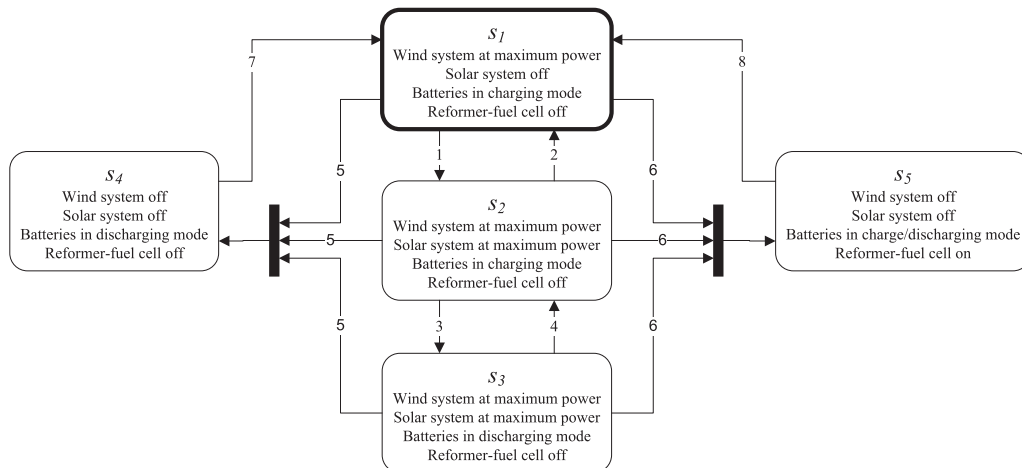 s1
Wind system at maximum power
Solar system off
Batteries in charging mode
Reformer-fuel cell off
7
8
1
2
5
6
s4
Wind system off
Solar system off
Batteries in discharging mode
Reformer-fuel cell off
s2
Wind system at maximum power
Solar system at maximum power
Batteries in charging mode
Reformer-fuel cell off
s5
Wind system off
Solar system off
Batteries in charge/discharging mode
Reformer-fuel cell on
5
6
3
4
5
6
s3
Wind system at maximum power
Solar system at maximum power
Batteries in discharging mode
Reformer-fuel cell off